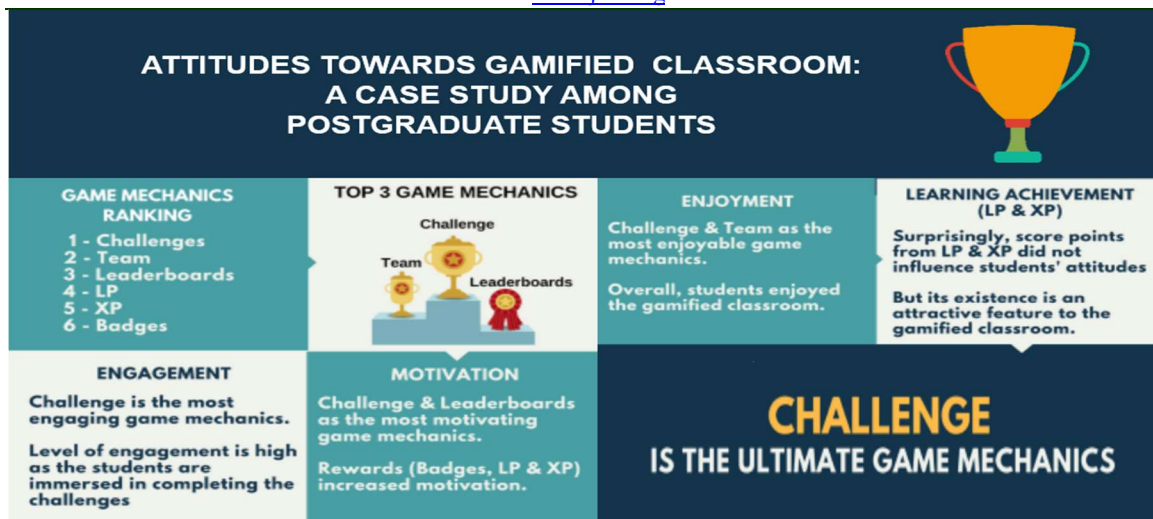 ATTITUDES TOWARDS GAMIFIED CLASSROOM:
A CASE STUDY AMONG
POSTGRADUATE STUDENTS
GAME MECHANICS
RANKING
1 - Challenges
2 - Team
3 - Leaderboards
4 - LP
5 - XP
6 - Badges
TOP 3 GAME MECHANICS
Challenge
Team
Leaderboards
ENJOYMENT
Challenge & Team as the
most enjoyable game
mechanics.
Overall, students enjoyed
the gamified classroom.
LEARNING ACHIEVEMENT
(LP & XP)
Surprisingly, score points
from LP & XP did not
influence students' attitudes
But its existence is an
attractive feature to the
gamified classroom.
ENGAGEMENT
Challenge is the most
engaging game mechanics.
Level of engagement is high
as the students are
immersed in completing the
challenges
MOTIVATION
Challenge & Leaderboards
as the most motivating
game mechanics.
Rewards (Badges, LP & XP)
increased motivation.
CHALLENGE
IS THE ULTIMATE GAME MECHANICS